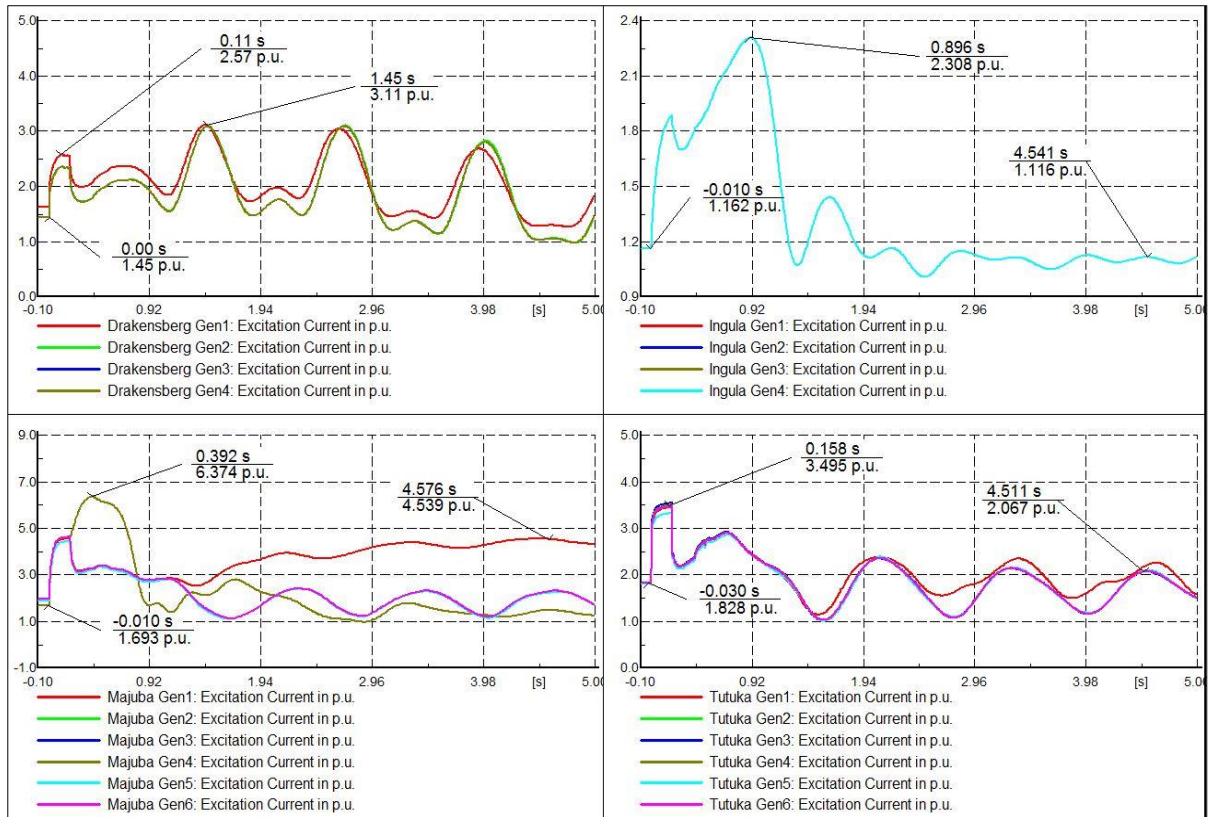 5.0
0.11 s
2.57 p.u.
4.0
1.45 s
3.11 p.u.
3.0
2.0
1.0
0.00 s
1.45 p.u.
0.0
-0.10 0.92 1.94 2.96 3.98 [s] 5.00
Drakensberg Gen1: Excitation Current in p.u.
Drakensberg Gen2: Excitation Current in p.u.
Drakensberg Gen3: Excitation Current in p.u.
Drakensberg Gen4: Excitation Current in p.u.
2.4
0.896 s
2.308 p.u.
2.1
1.8
4.541 s
1.116 p.u.
1.5
-0.010 s
1.162 p.u.
1.2
0.9
-0.10 0.92 1.94 2.96 3.98 [s] 5.00
Ingula Gen1: Excitation Current in p.u.
Ingula Gen2: Excitation Current in p.u.
Ingula Gen3: Excitation Current in p.u.
Ingula Gen4: Excitation Current in p.u.
9.0
0.392 s
6.374 p.u.
7.0
4.576 s
4.539 p.u.
5.0
3.0
1.0
-0.010 s
1.693 p.u.
-1.0
-0.10 0.92 1.94 2.96 3.98 [s] 5.00
Majuba Gen1: Excitation Current in p.u.
Majuba Gen2: Excitation Current in p.u.
Majuba Gen3: Excitation Current in p.u.
Majuba Gen4: Excitation Current in p.u.
Majuba Gen5: Excitation Current in p.u.
Majuba Gen6: Excitation Current in p.u.
5.0
0.158 s
3.495 p.u.
4.0
4.511 s
2.067 p.u.
3.0
2.0
-0.030 s
1.828 p.u.
1.0
0.0
-0.10 0.92 1.94 2.96 3.98 [s] 5.00
Tutuka Gen1: Excitation Current in p.u.
Tutuka Gen2: Excitation Current in p.u.
Tutuka Gen3: Excitation Current in p.u.
Tutuka Gen4: Excitation Current in p.u.
Tutuka Gen5: Excitation Current in p.u.
Tutuka Gen6: Excitation Current in p.u.